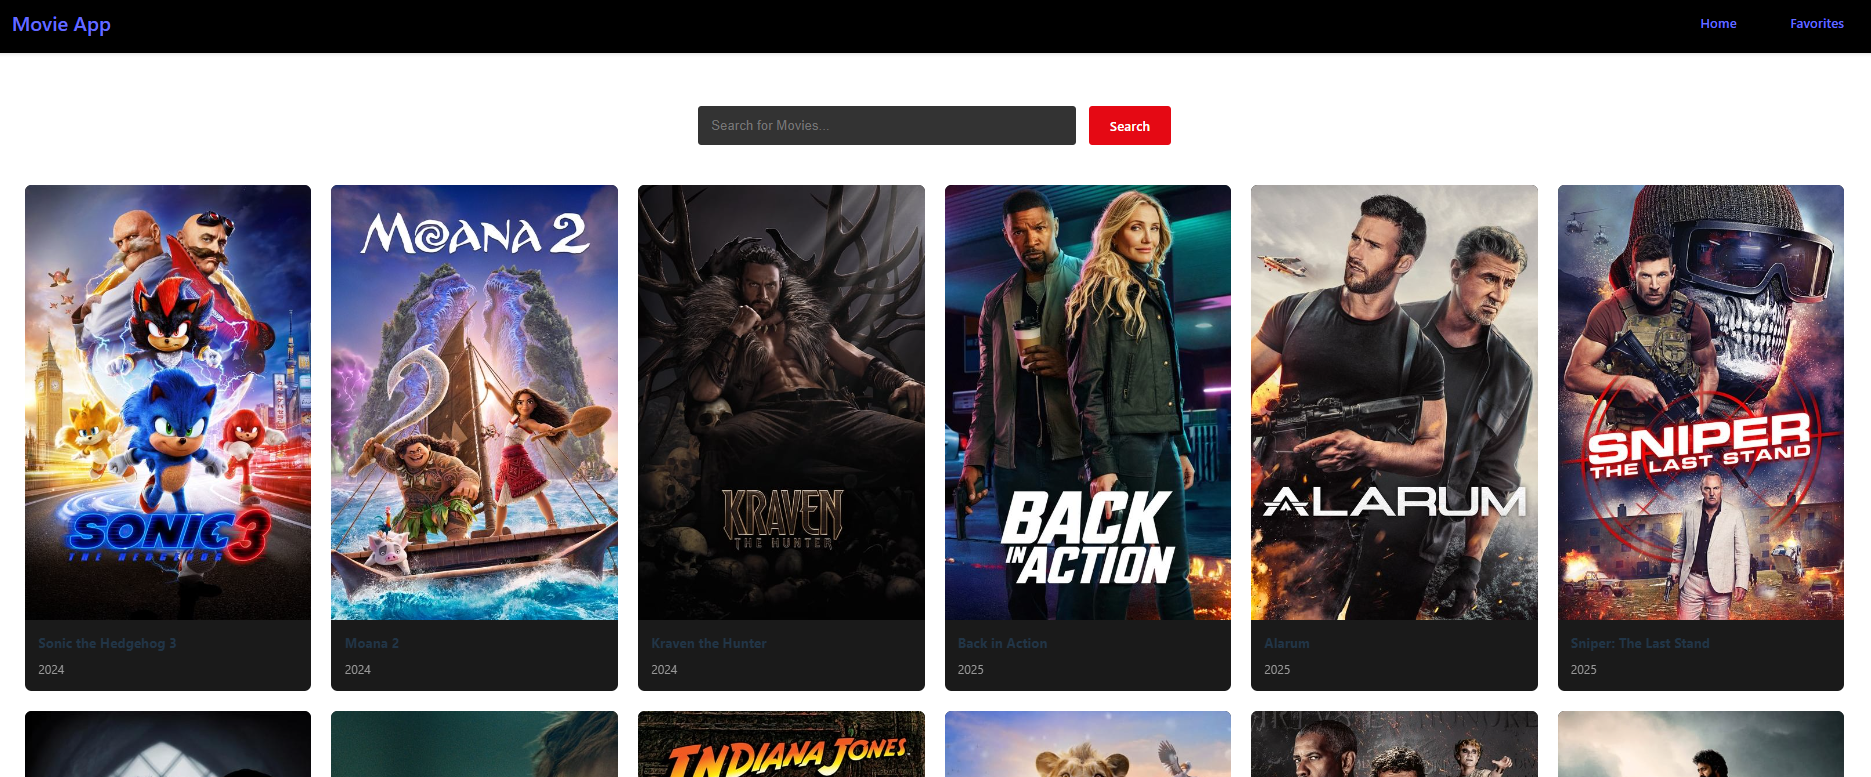 Movie App
Home
Favorites
Search for Movies...
Search
SONIC 3
THE HEDGEHOG
MOANA 2
KRAVEN
THE HUNTER
BACK
IN ACTION
ALARUM
SNIPER
THE LAST STAND
Sonic the Hedgehog 3
2024
Moana 2
2024
Kraven the Hunter
2024
Back in Action
2025
Alarum
2025
Sniper: The Last Stand
2025
INDIANA JONES